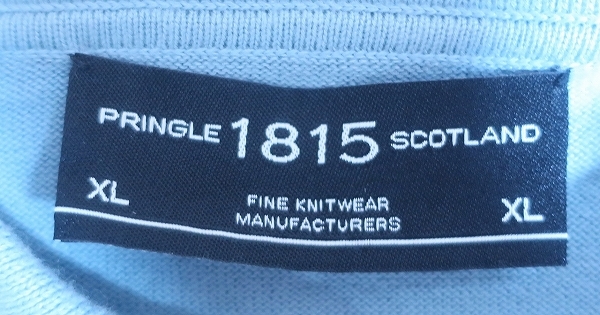 PRINGLE 1815 SCOTLAND
XL FINE KNITWEAR XL
MANUFACTURERS